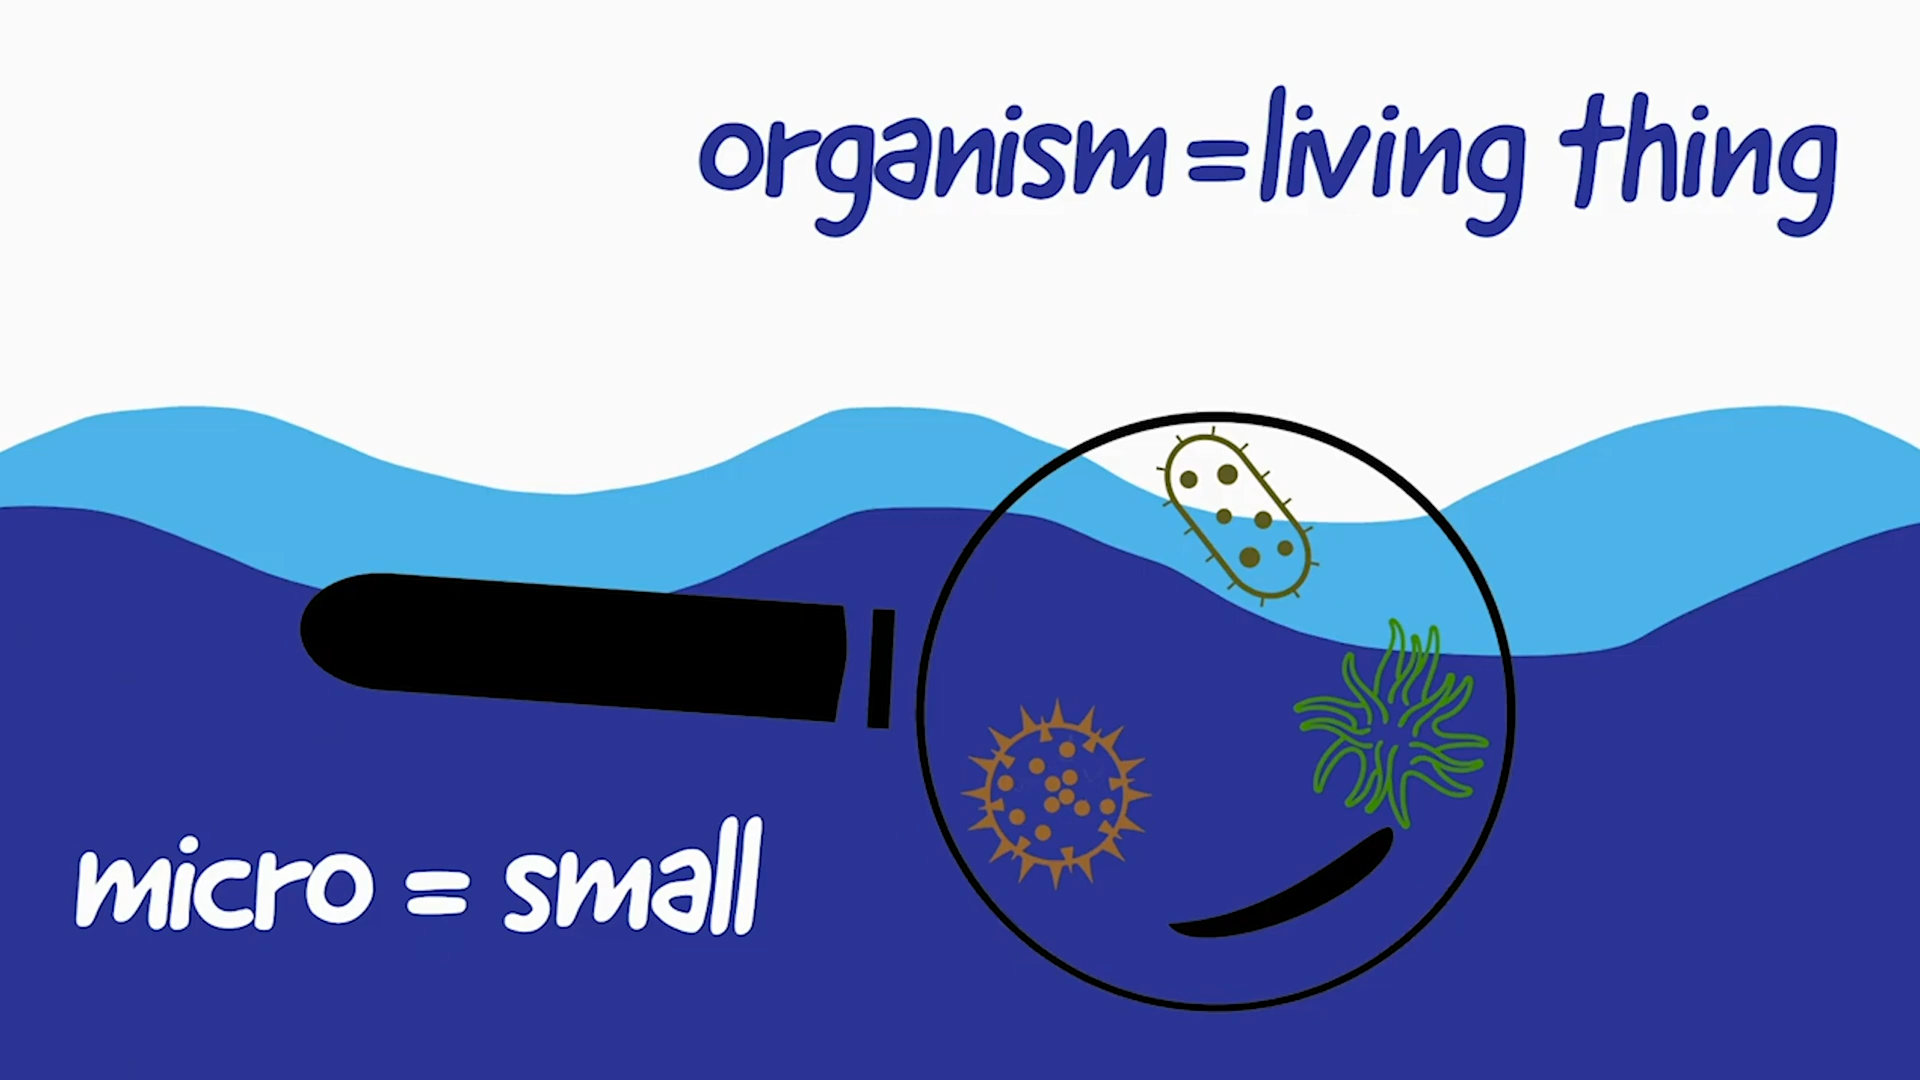 organism = living thing
micro = small